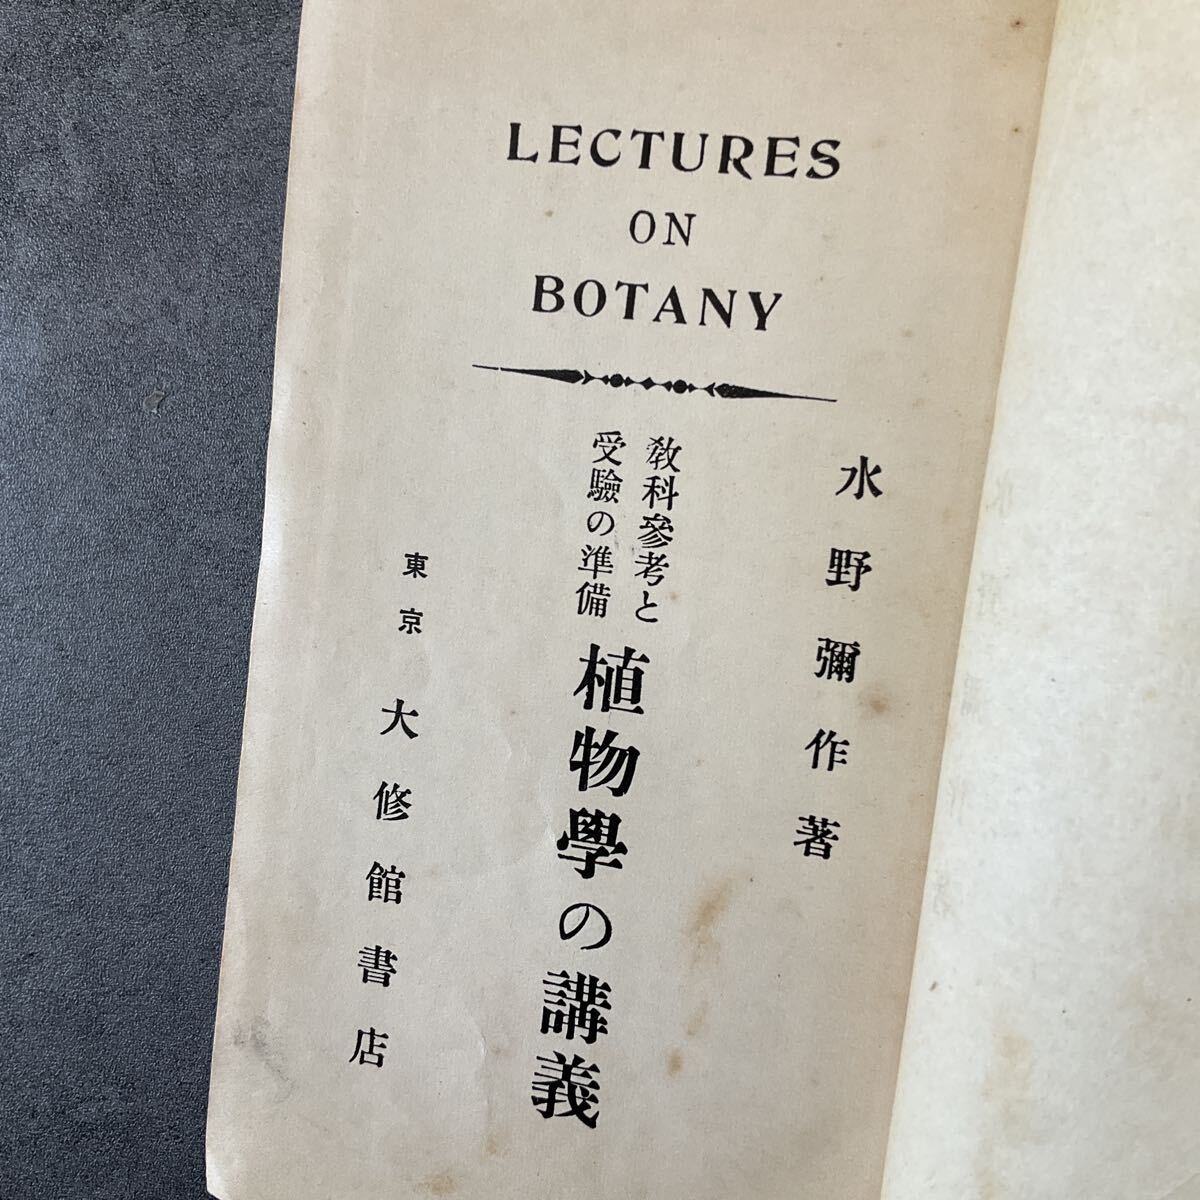 LECTURES
ON
BOTANY
水野彌作著
敎科參考と
受驗の準備
植物學の講義
東京 大修館書店